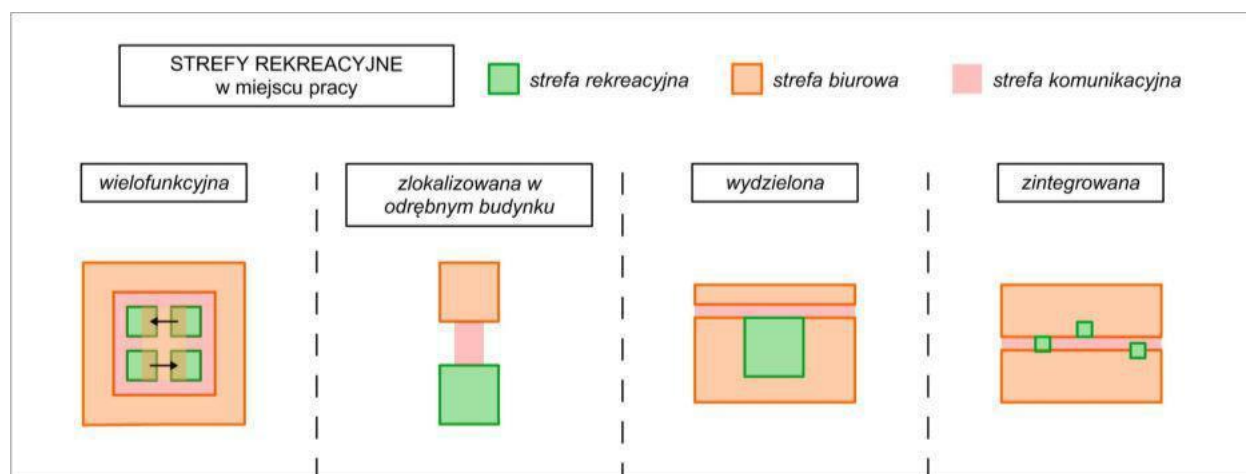 STREFY REKREACYJNE
w miejscu pracy
strefa rekreacyjna
strefa biurowa
strefa komunikacyjna
wielofunkcyjna
zlokalizowana w
odrębnym budynku
wydzielona
zintegrowana